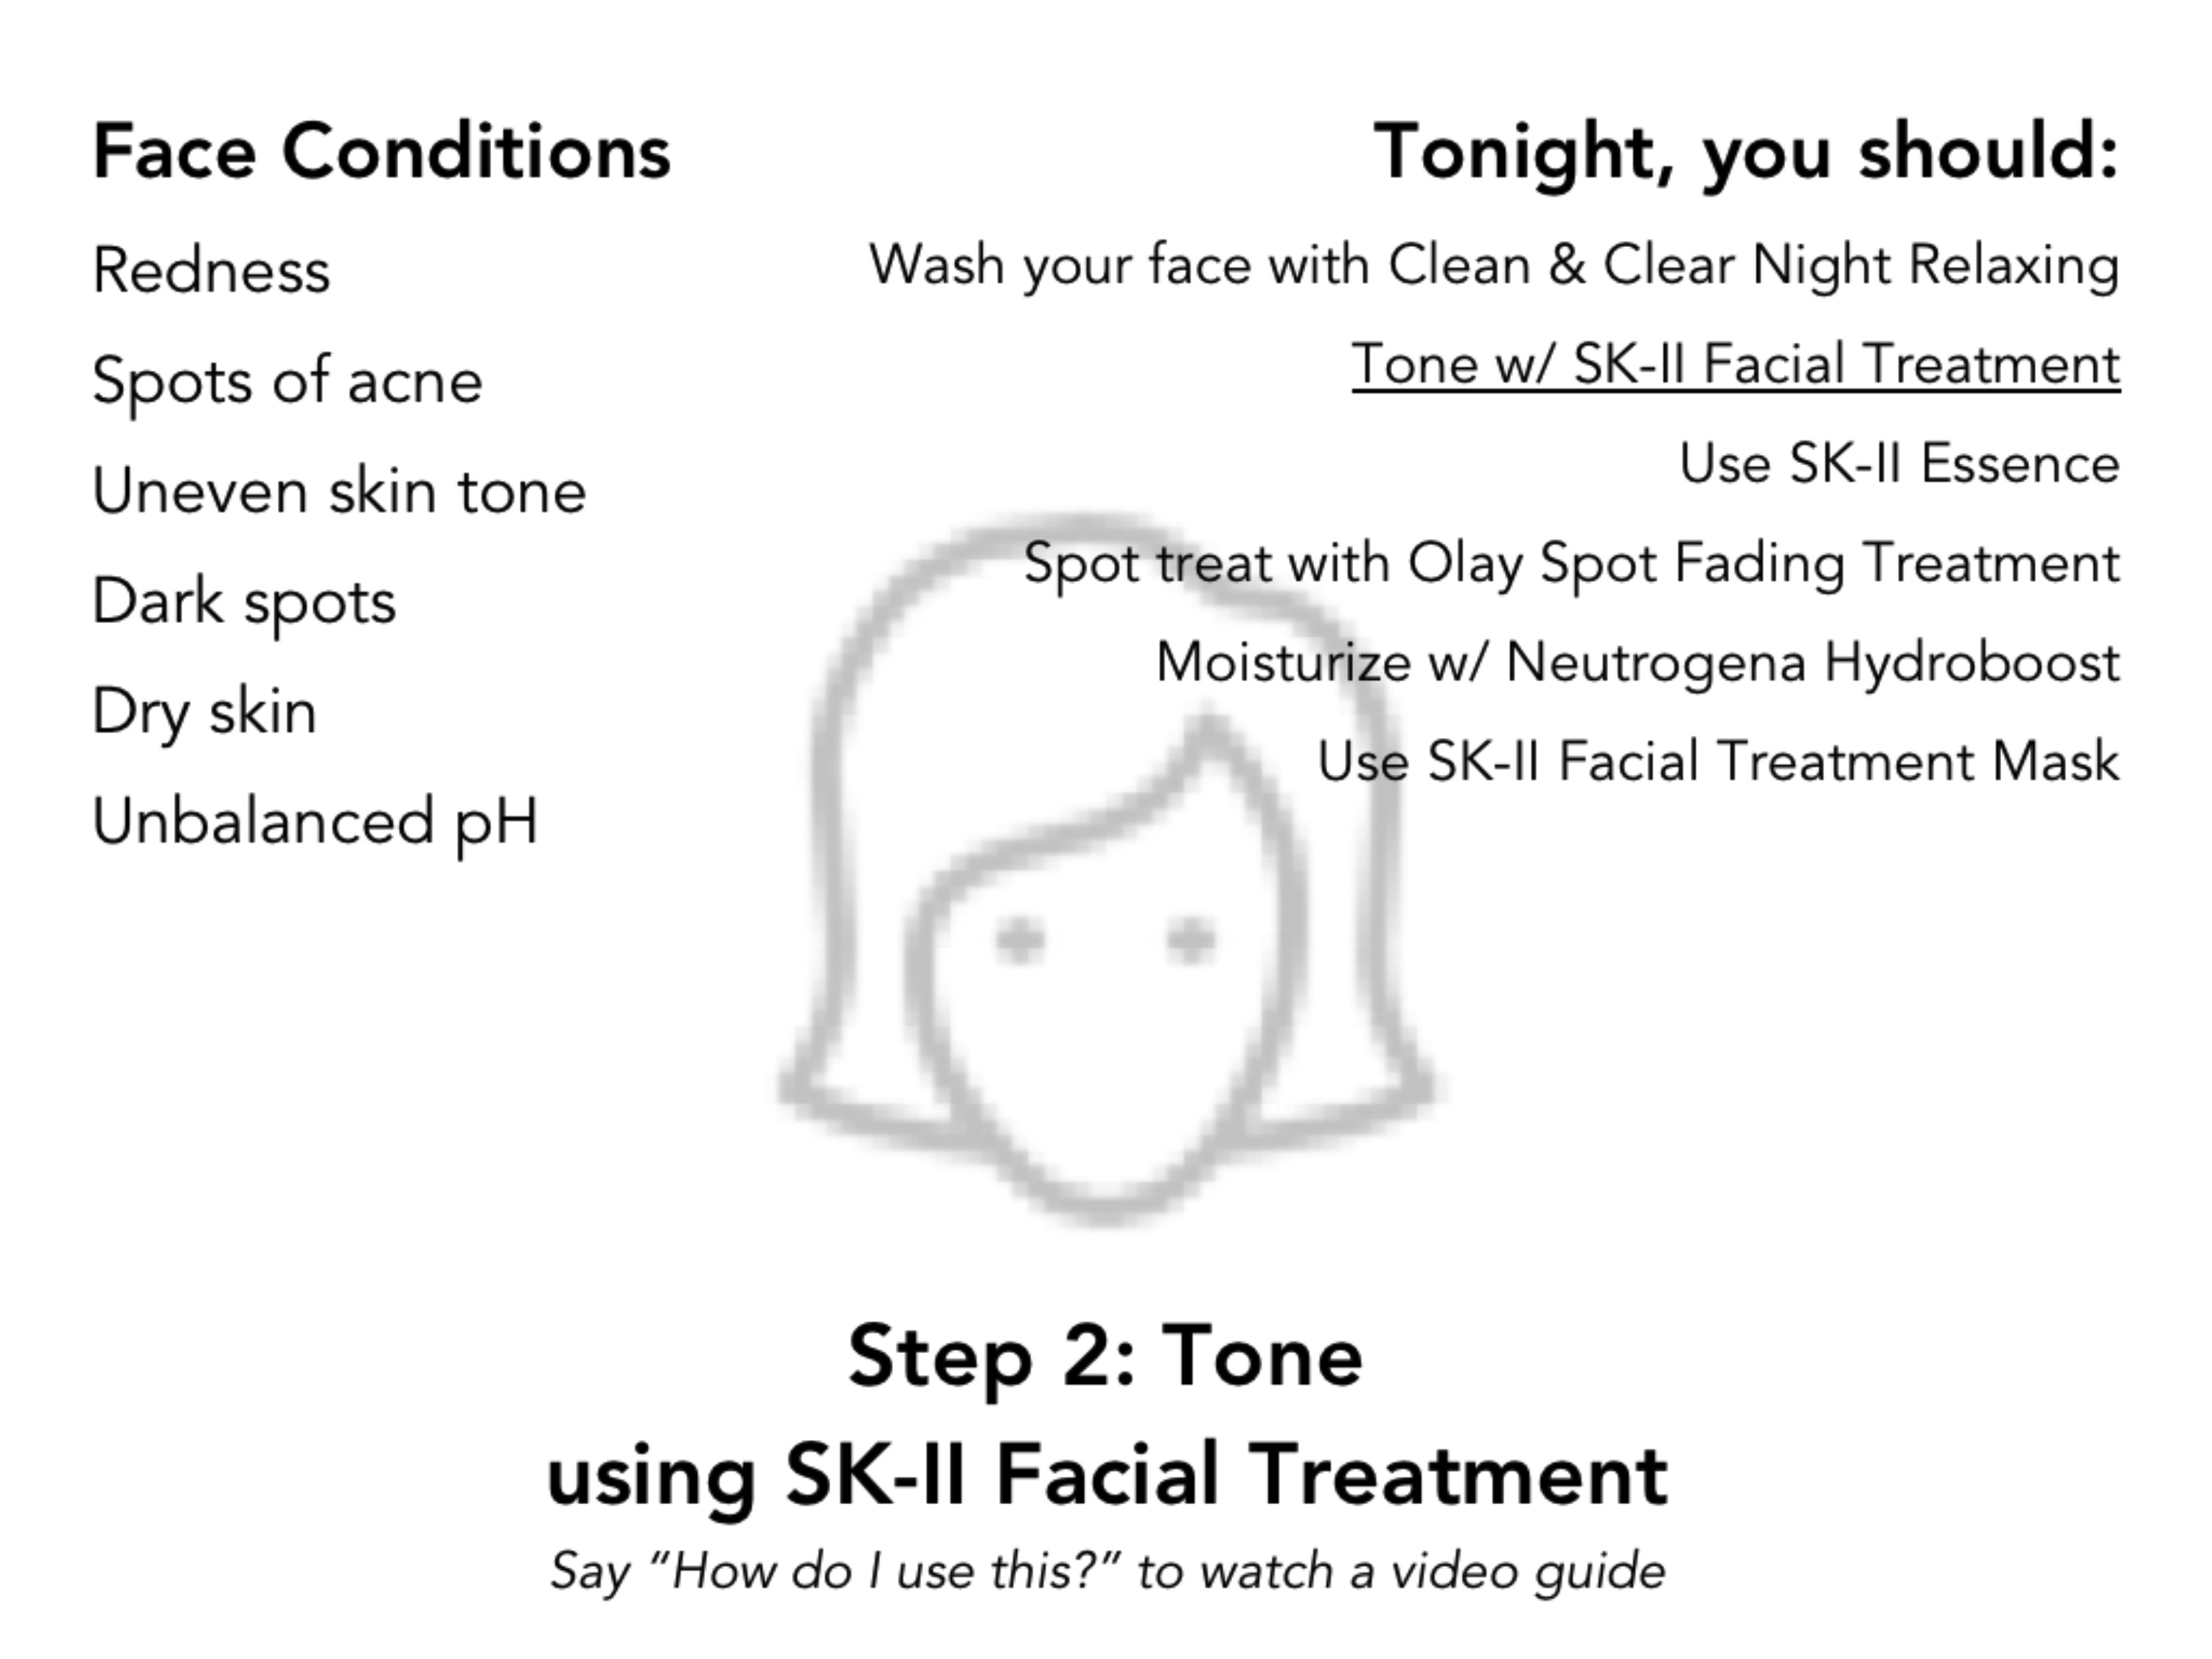 Face Conditions
Redness
Spots of acne
Uneven skin tone
Dark spots
Dry skin
Unbalanced pH
Tonight, you should:
Wash your face with Clean & Clear Night Relaxing
Tone w/ SK-II Facial Treatment
Use SK-II Essence
Spot treat with Olay Spot Fading Treatment
Moisturize w/ Neutrogena Hydroboost
Use SK-II Facial Treatment Mask
Step 2: Tone
using SK-II Facial Treatment
Say “How do I use this?” to watch a video guide